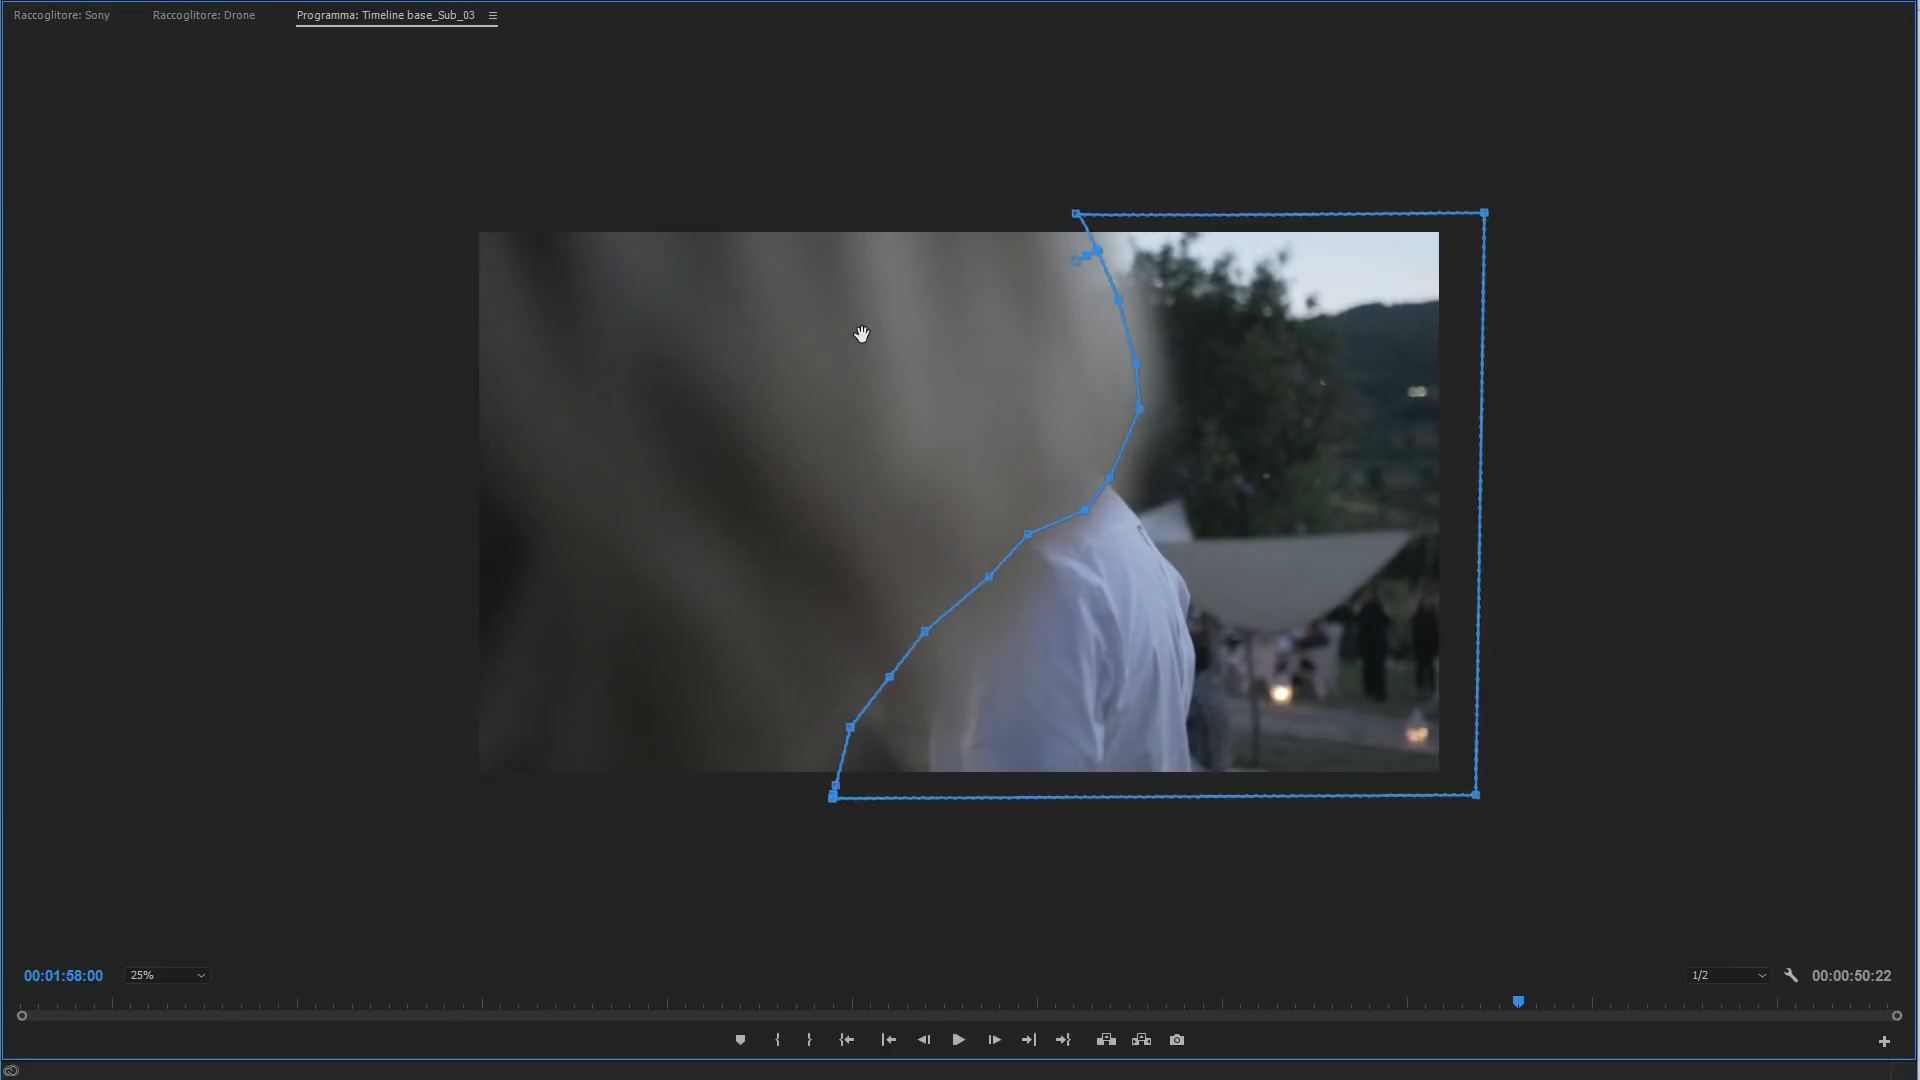 Raccoglitore: Sony
Raccoglitore: Drone
Programma: Timeline base_Sub_03
00:01:58:00
25%
1/2
00:00:50:22